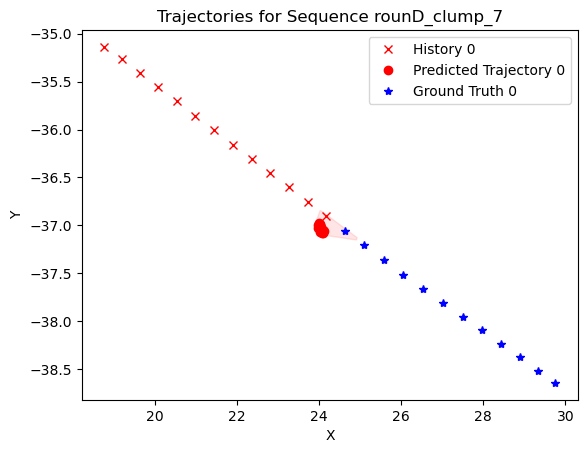 Trajectories for Sequence rounD_clump_7
−35.0
−35.5
−36.0
−36.5
−37.0
−37.5
−38.0
−38.5
Y
History 0
Predicted Trajectory 0
Ground Truth 0
20
22
24
26
28
30
X